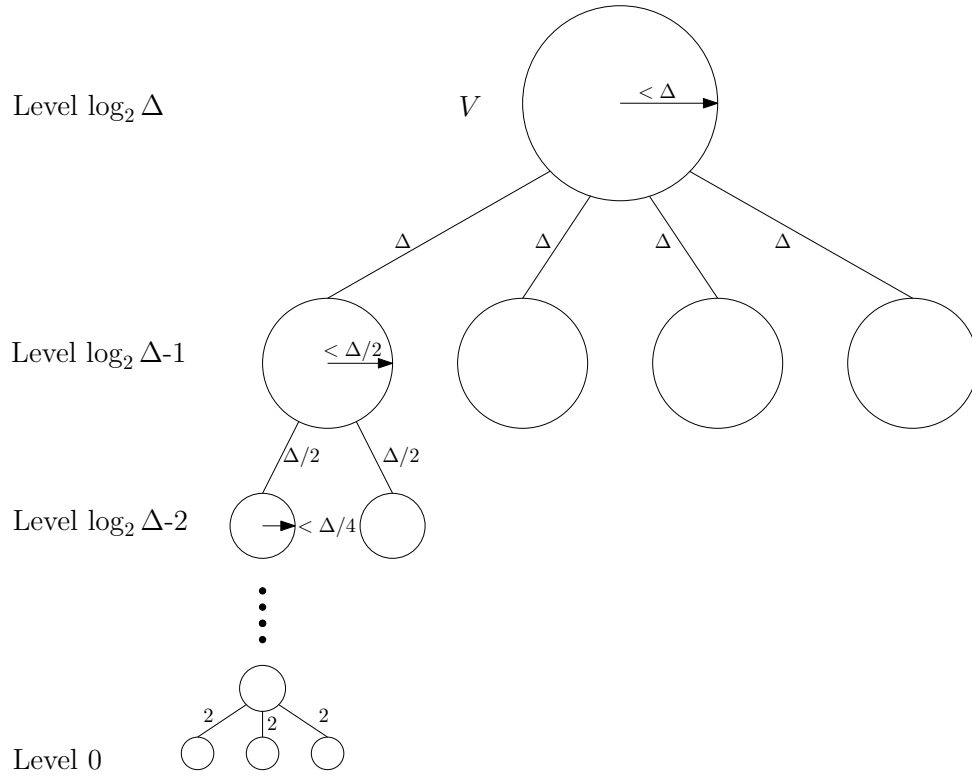 Level log₂ Δ
V
< Δ
Δ
Δ
Δ
Δ
Level log₂ Δ-1
< Δ/2
Δ/2
Δ/2
Level log₂ Δ-2
< Δ/4
2
2
2
Level 0